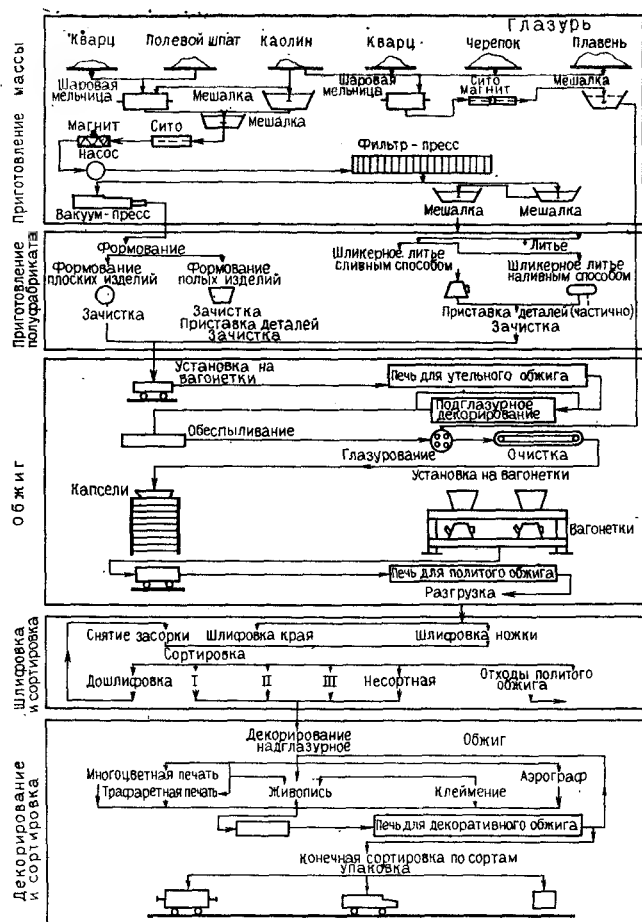 Глазурь
Кварц Полевой шпат Каолин Кварц Черепок Плавень
Шаровая мельница
Мешалка
Шаровая мельница
Сито
магнит
Мешалка
Мешалка
Магнит
Сито
насос
Фильтр-пресс
Вакуум-пресс
Мешалка Мешалка
Приготовление массы
Формование
Литье
Формование плоских изделий
Формование полых изделий
Шликерное литье сливным способом
Шликерное литье наливным способом
Зачистка
Зачистка
Приставка деталей
Зачистка
Приставка деталей (частично)
Зачистка
Приготовление полуфабриката
Установка на вагонетки
Печь для утельного обжига
Подглазурное декорирование
Обеспыливание
Глазурование
Очистка
Капсели
Установка на вагонетки
Вагонетки
Печь для политого обжига
Разгрузка
Обжиг
Снятие засорки Шлифовка края Шлифовка ножки
Сортировка
Дошлифовка I II III Несортная Отходы политого обжига
Шлифовка и сортировка
Декорирование надглазурное
Обжиг
Многоцветная печать
Аэрограф
Трафаретная печать Живопись Клеймение
Печь для декоративного обжига
Конечная сортировка по сортам
упаковка
Декорирование и сортировка